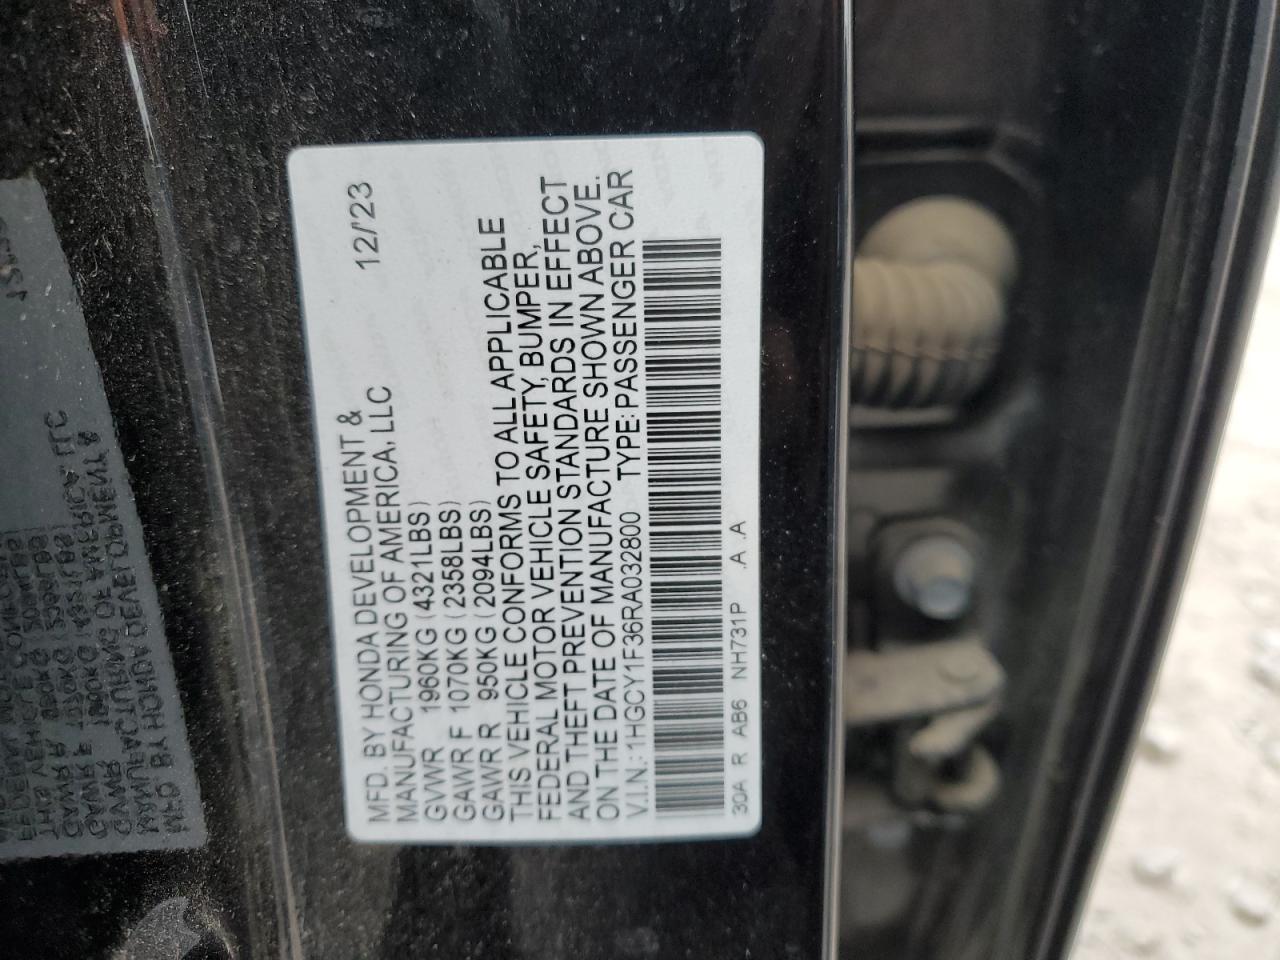 MFD. BY HONDA DEVELOPMENT &
MANUFACTURING OF AMERICA, LLC 12/'23
GVWR 1960KG (4321LBS)
GAWR F 1070KG (2358LBS)
GAWR R 950KG (2094LBS)
THIS VEHICLE CONFORMS TO ALL APPLICABLE
FEDERAL MOTOR VEHICLE SAFETY, BUMPER,
AND THEFT PREVENTION STANDARDS IN EFFECT
ON THE DATE OF MANUFACTURE SHOWN ABOVE.
V.I.N.: 1HGCY1F36RA032800 TYPE: PASSENGER CAR
30A R AB6 NH731P .A .A